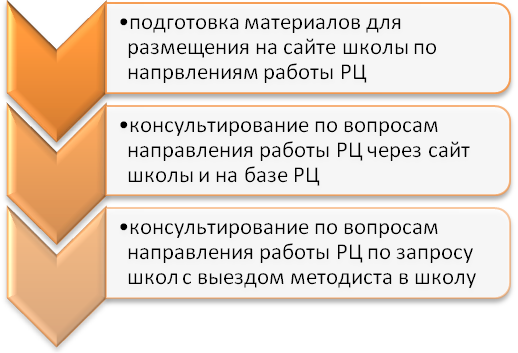 •подготовка материалов для
размещения на сайте школы по
напрвлениям работы РЦ
•консультирование по вопросам
направления работы РЦ через сайт
школы и на базе РЦ
•консультирование по вопросам
направления работы РЦ по запросу
школ с выездом методиста в школу